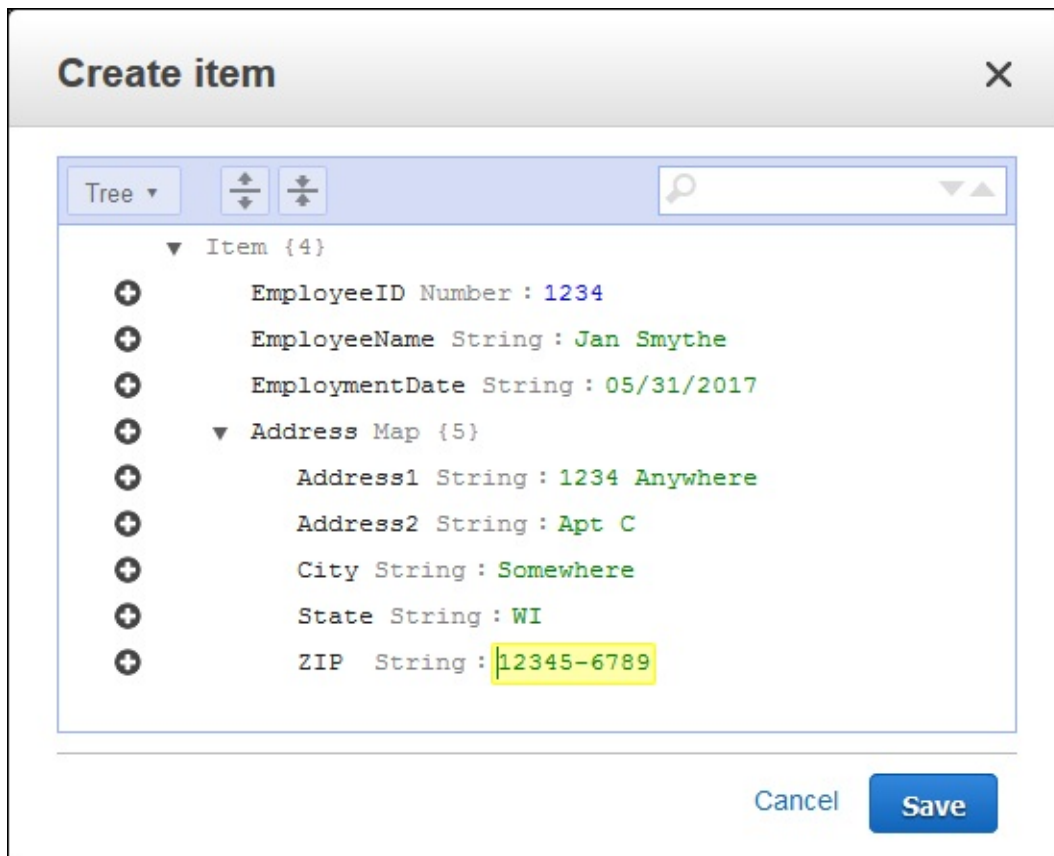 Create item
Tree
Item {4}
EmployeeID Number : 1234
EmployeeName String : Jan Smythe
EmploymentDate String : 05/31/2017
Address Map {5}
Address1 String : 1234 Anywhere
Address2 String : Apt C
City String : Somewhere
State String : WI
ZIP String : 12345-6789
Cancel Save